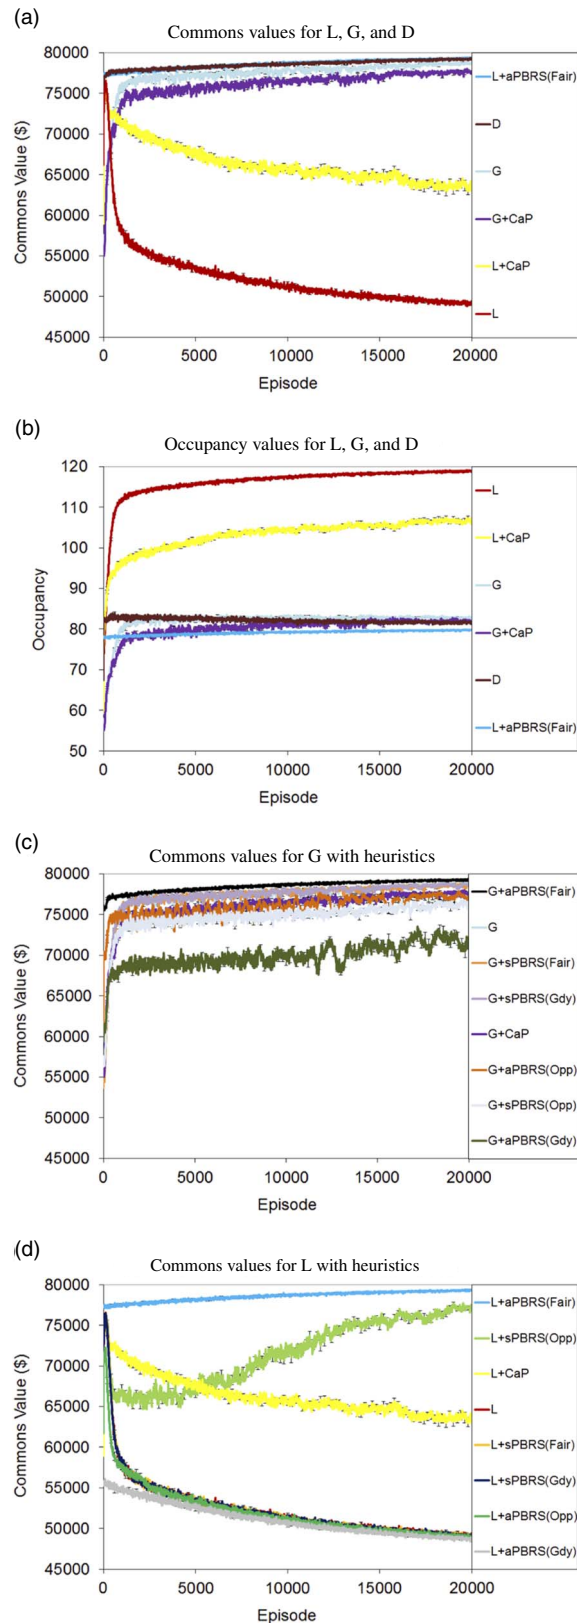 (a)
Commons values for L, G, and D
Commons Value ($)
80000
75000
70000
65000
60000
55000
50000
45000
0
5000
10000
15000
20000
Episode
L+aPBRS(Fair)
D
G
G+CaP
L+CaP
L
(b)
Occupancy values for L, G, and D
Occupancy
120
110
100
90
80
70
60
50
0
5000
10000
15000
20000
Episode
L
L+CaP
G
G+CaP
D
L+aPBRS(Fair)
(c)
Commons values for G with heuristics
Commons Value ($)
80000
75000
70000
65000
60000
55000
50000
45000
0
5000
10000
15000
20000
Episode
G+aPBRS(Fair)
G
G+sPBRS(Fair)
G+sPBRS(Gdy)
G+CaP
G+aPBRS(Opp)
G+sPBRS(Opp)
G+aPBRS(Gdy)
(d)
Commons values for L with heuristics
Commons Value ($)
80000
75000
70000
65000
60000
55000
50000
45000
0
5000
10000
15000
20000
Episode
L+aPBRS(Fair)
L+sPBRS(Opp)
L+CaP
L
L+sPBRS(Fair)
L+sPBRS(Gdy)
L+aPBRS(Opp)
L+aPBRS(Gdy)